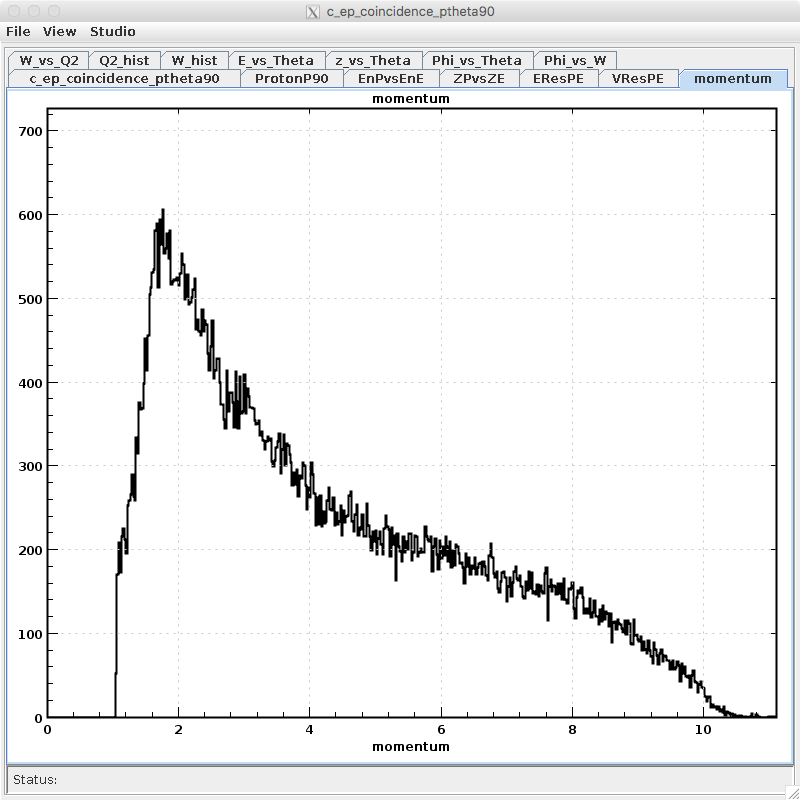 c_ep_coincidence_ptheta90
File View Studio
W_vs_Q2 Q2_hist W_hist E_vs_Theta z_vs_Theta Phi_vs_Theta Phi_vs_W
c_ep_coincidence_ptheta90 ProtonP90 EnPvsEnE ZPvsZE EResPE VResPE momentum
momentum
700
600
500
400
300
200
100
0
0 2 4 6 8 10
momentum
Status: